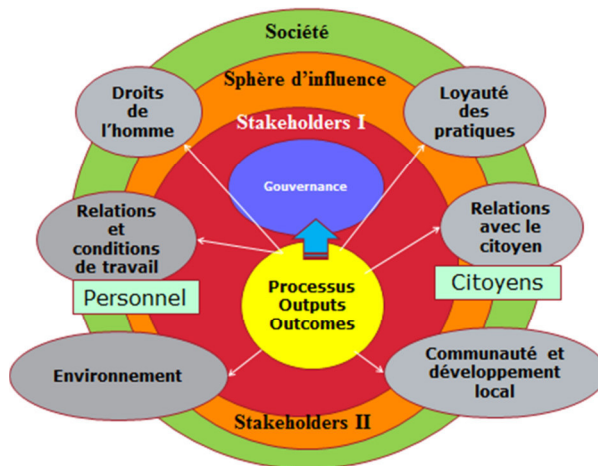 Société
Sphère d'influence
Droits
de
l'homme
Loyauté
des
pratiques
Stakeholders I
Gouvernance
Relations
et
conditions
de travail
Relations
avec le
citoyen
Personnel
Citoyens
Processus
Outputs
Outcomes
Environnement
Communauté et
développement
local
Stakeholders II